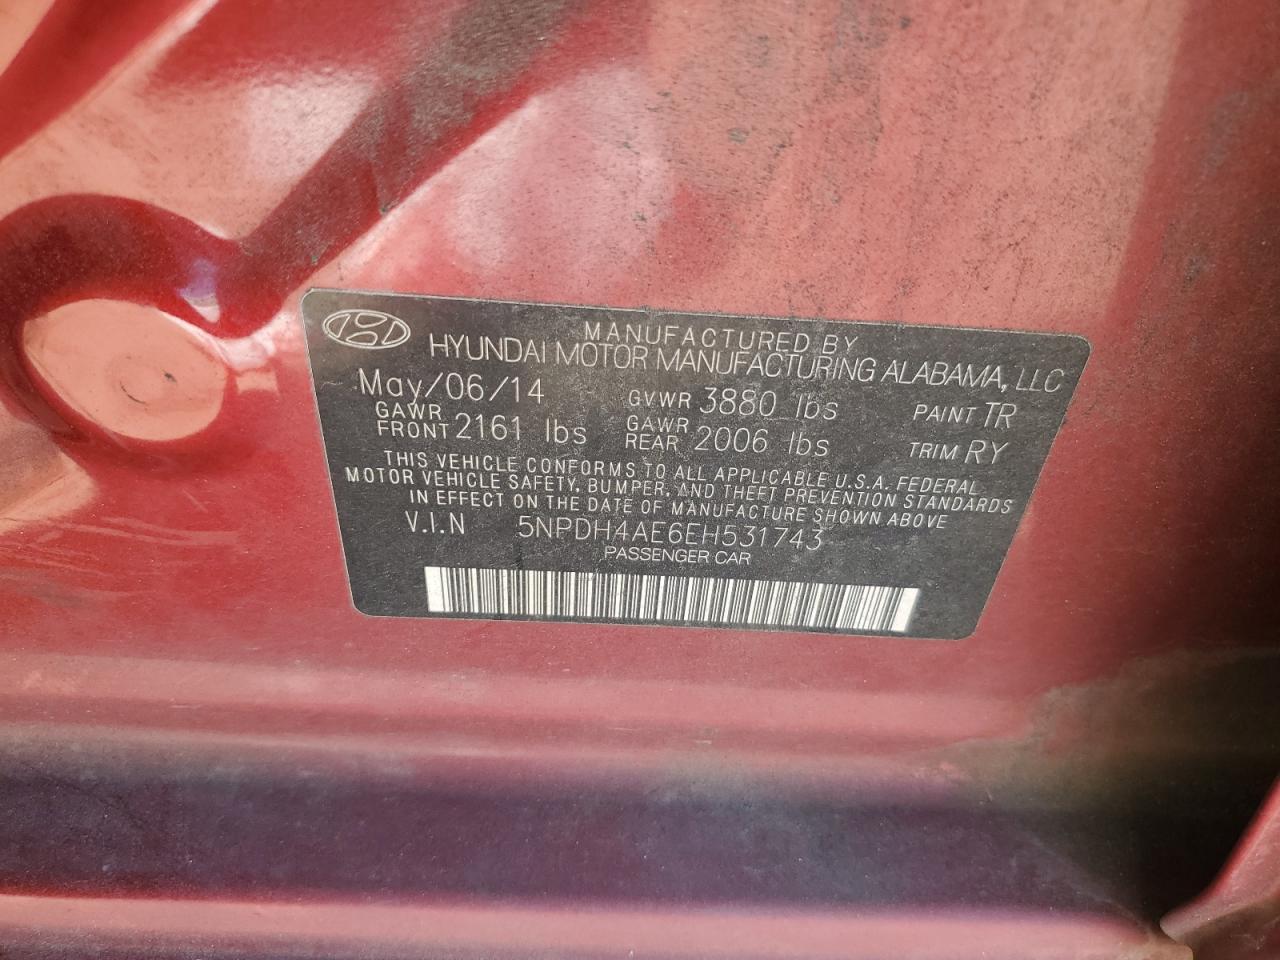 MANUFACTURED BY
HYUNDAI MOTOR MANUFACTURING ALABAMA, LLC
May/06/14 GVWR 3880 lbs PAINT TR
GAWR FRONT 2161 lbs GAWR REAR 2006 lbs TRIM RY
THIS VEHICLE CONFORMS TO ALL APPLICABLE U.S.A. FEDERAL
MOTOR VEHICLE SAFETY, BUMPER, AND THEFT PREVENTION STANDARDS
IN EFFECT ON THE DATE OF MANUFACTURE SHOWN ABOVE
V.I.N 5NPDH4AE6EH531743
PASSENGER CAR